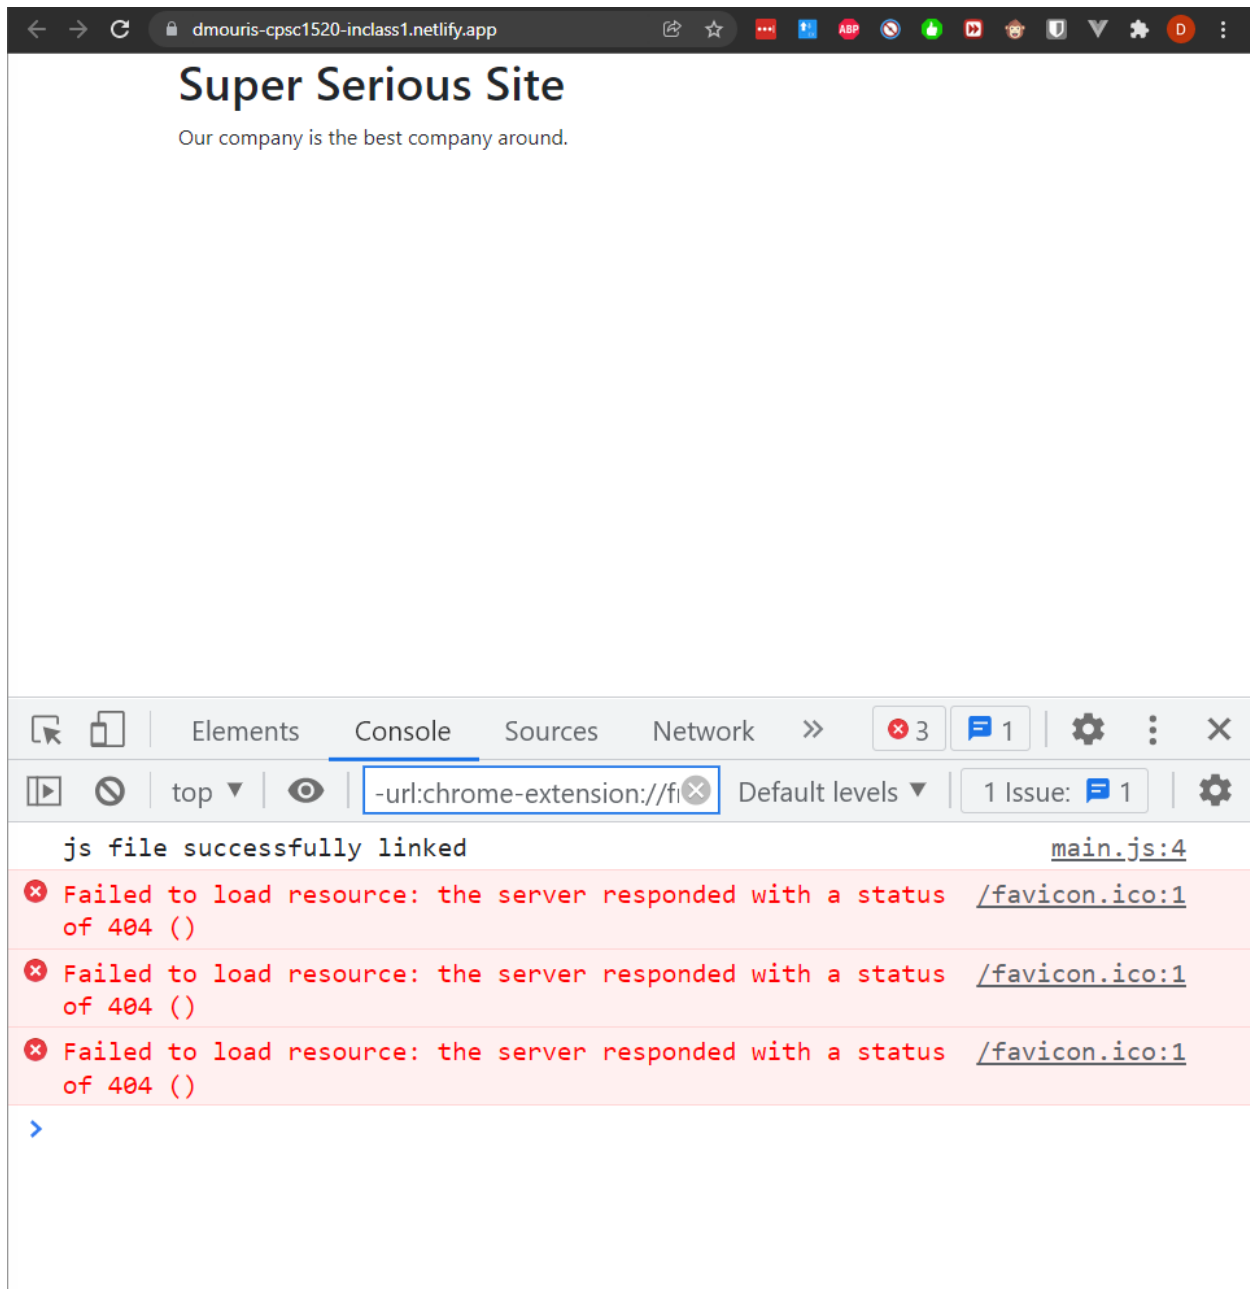 dmouris-cpsc1520-inclass1.netlify.app
ABP
D
Super Serious Site
Our company is the best company around.
Elements Console Sources Network » 3 1
top -url:chrome-extension://fi Default levels 1 Issue: 1
js file successfully linked main.js:4
Failed to load resource: the server responded with a status /favicon.ico:1
of 404 ()
Failed to load resource: the server responded with a status /favicon.ico:1
of 404 ()
Failed to load resource: the server responded with a status /favicon.ico:1
of 404 ()